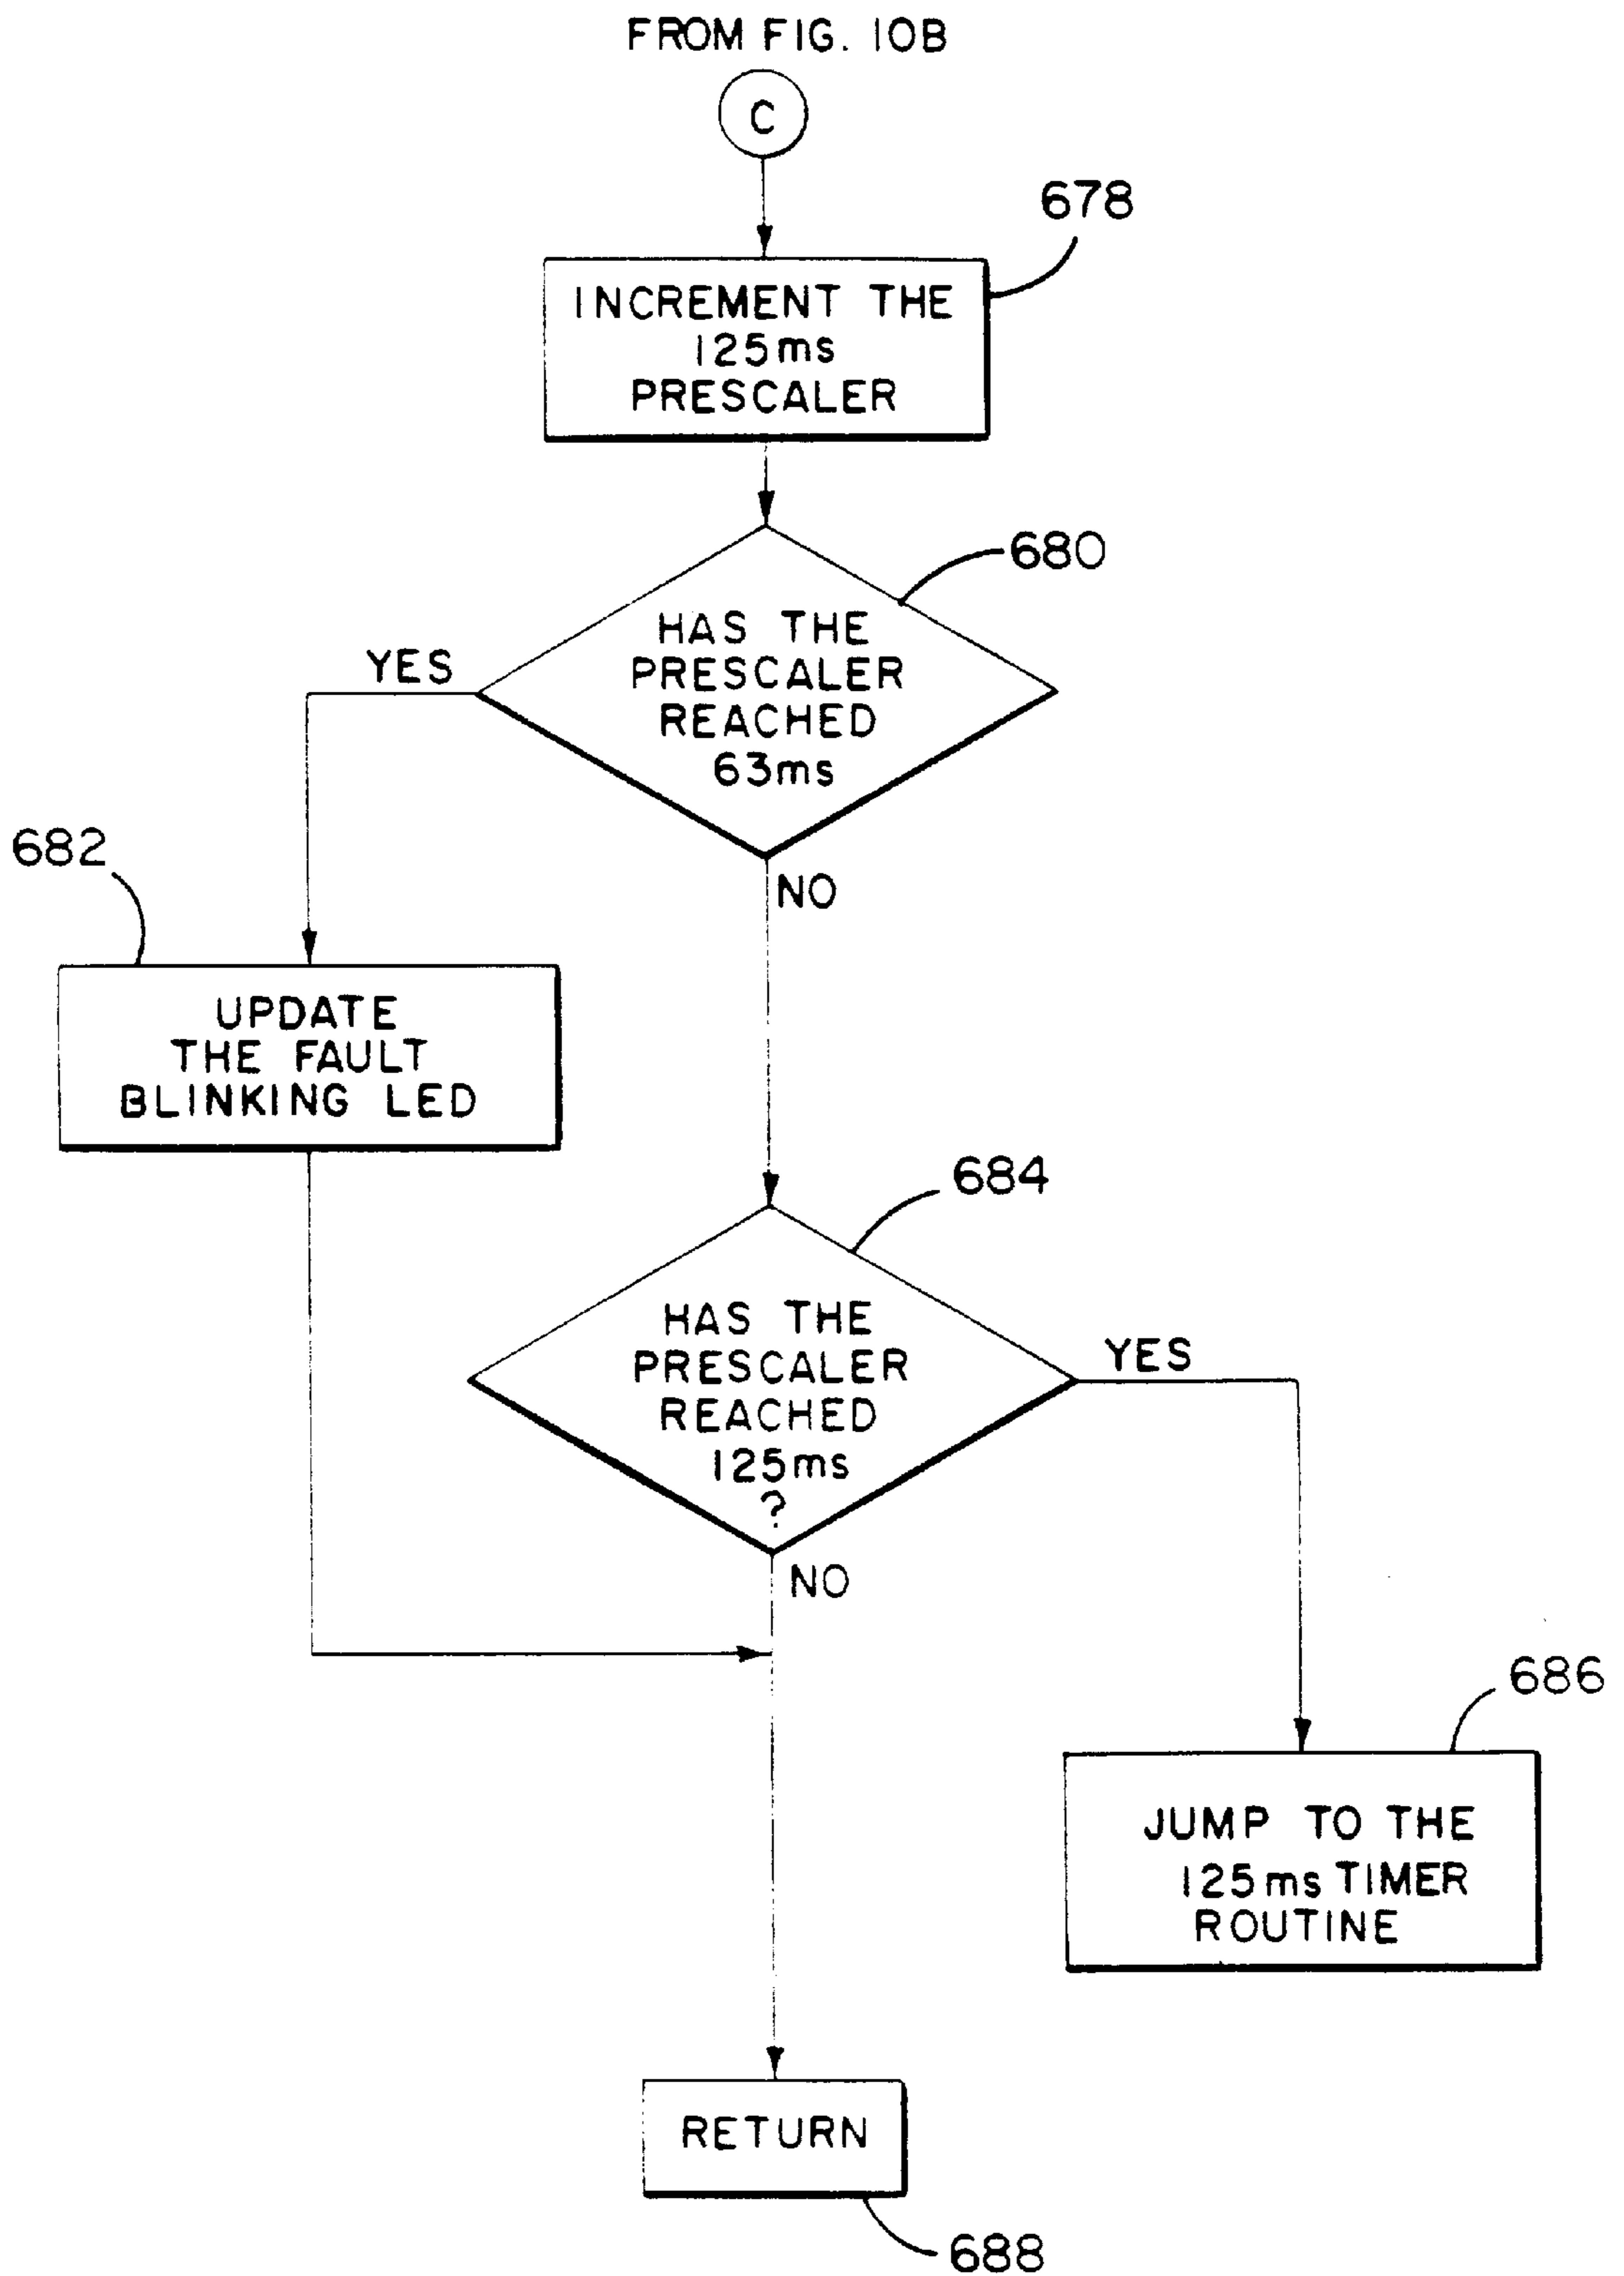 FROM FIG. 10B
C
678
INCREMENT THE
125ms
PRESCALER
680
HAS THE
PRESCALER
REACHED
63ms
YES
NO
682
UPDATE
THE FAULT
BLINKING LED
684
HAS THE
PRESCALER
REACHED
125ms
?
YES
NO
686
JUMP TO THE
125ms TIMER
ROUTINE
RETURN
688